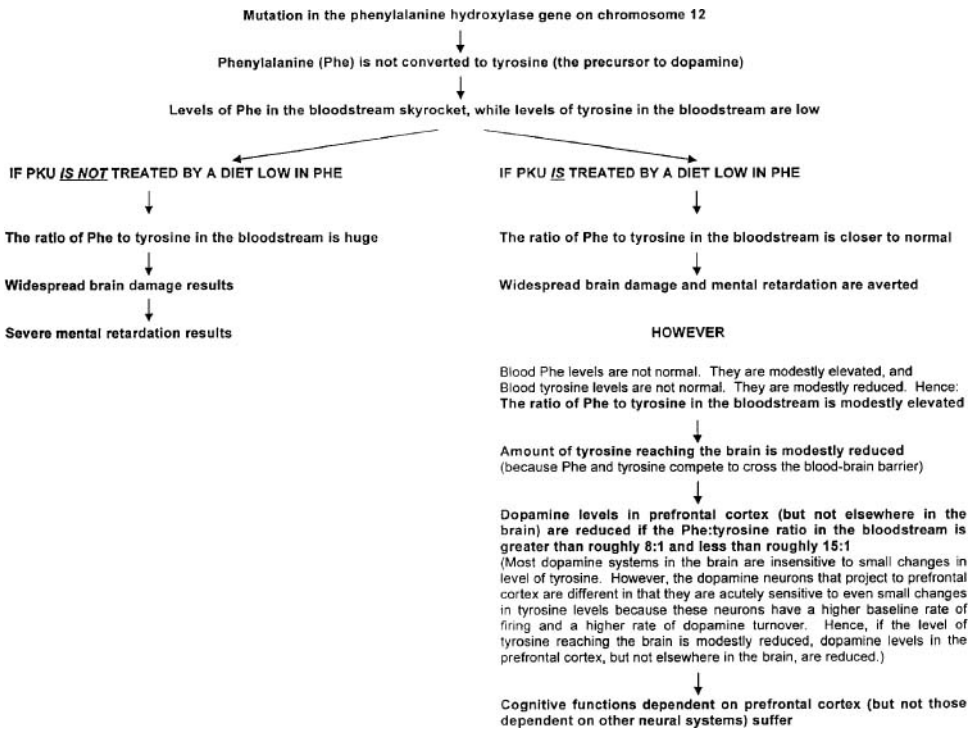 Mutation in the phenylalanine hydroxylase gene on chromosome 12
Phenylalanine (Phe) is not converted to tyrosine (the precursor to dopamine)
Levels of Phe in the bloodstream skyrocket, while levels of tyrosine in the bloodstream are low
IF PKU IS NOT TREATED BY A DIET LOW IN PHE
The ratio of Phe to tyrosine in the bloodstream is huge
Widespread brain damage results
Severe mental retardation results
IF PKU IS TREATED BY A DIET LOW IN PHE
The ratio of Phe to tyrosine in the bloodstream is closer to normal
Widespread brain damage and mental retardation are averted
HOWEVER
Blood Phe levels are not normal. They are modestly elevated, and
Blood tyrosine levels are not normal. They are modestly reduced. Hence:
The ratio of Phe to tyrosine in the bloodstream is modestly elevated
Amount of tyrosine reaching the brain is modestly reduced
(because Phe and tyrosine compete to cross the blood-brain barrier)
Dopamine levels in prefrontal cortex (but not elsewhere in the
brain) are reduced if the Phe:tyrosine ratio in the bloodstream is
greater than roughly 8:1 and less than roughly 15:1
(Most dopamine systems in the brain are insensitive to small changes in
level of tyrosine. However, the dopamine neurons that project to prefrontal
cortex are different in that they are acutely sensitive to even small changes
in tyrosine levels because these neurons have a higher baseline rate of
firing and a higher rate of dopamine turnover. Hence, if the level of
tyrosine reaching the brain is modestly reduced, dopamine levels in the
prefrontal cortex, but not elsewhere in the brain, are reduced.)
Cognitive functions dependent on prefrontal cortex (but not those
dependent on other neural systems) suffer